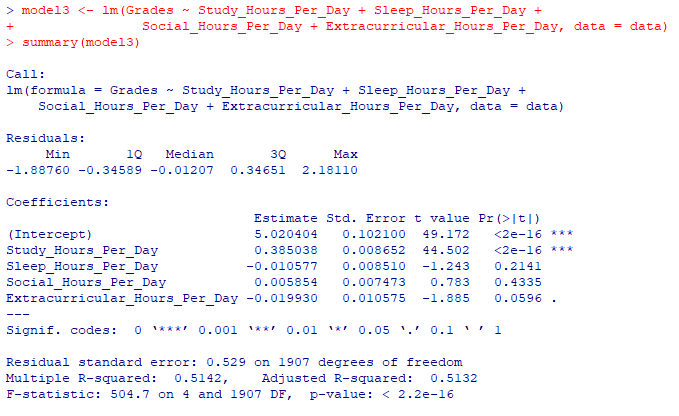 > model3 <- lm(Grades ~ Study_Hours_Per_Day + Sleep_Hours_Per_Day +
+ Social_Hours_Per_Day + Extracurricular_Hours_Per_Day, data = data)
> summary(model3)
Call:
lm(formula = Grades ~ Study_Hours_Per_Day + Sleep_Hours_Per_Day +
Social_Hours_Per_Day + Extracurricular_Hours_Per_Day, data = data)
Residuals:
Min 1Q Median 3Q Max
-1.88760 -0.34589 -0.01207 0.34651 2.18110
Coefficients:
Estimate Std. Error t value Pr(>|t|)
(Intercept) 5.020404 0.102100 49.172 <2e-16 ***
Study_Hours_Per_Day 0.385038 0.008652 44.502 <2e-16 ***
Sleep_Hours_Per_Day -0.010577 0.008510 -1.243 0.2141
Social_Hours_Per_Day 0.005854 0.007473 0.783 0.4335
Extracurricular_Hours_Per_Day -0.019930 0.010575 -1.885 0.0596 .
---
Signif. codes: 0 ‘***’ 0.001 ‘**’ 0.01 ‘*’ 0.05 ‘.’ 0.1 ‘ ’ 1
Residual standard error: 0.529 on 1907 degrees of freedom
Multiple R-squared: 0.5142, Adjusted R-squared: 0.5132
F-statistic: 504.7 on 4 and 1907 DF, p-value: < 2.2e-16